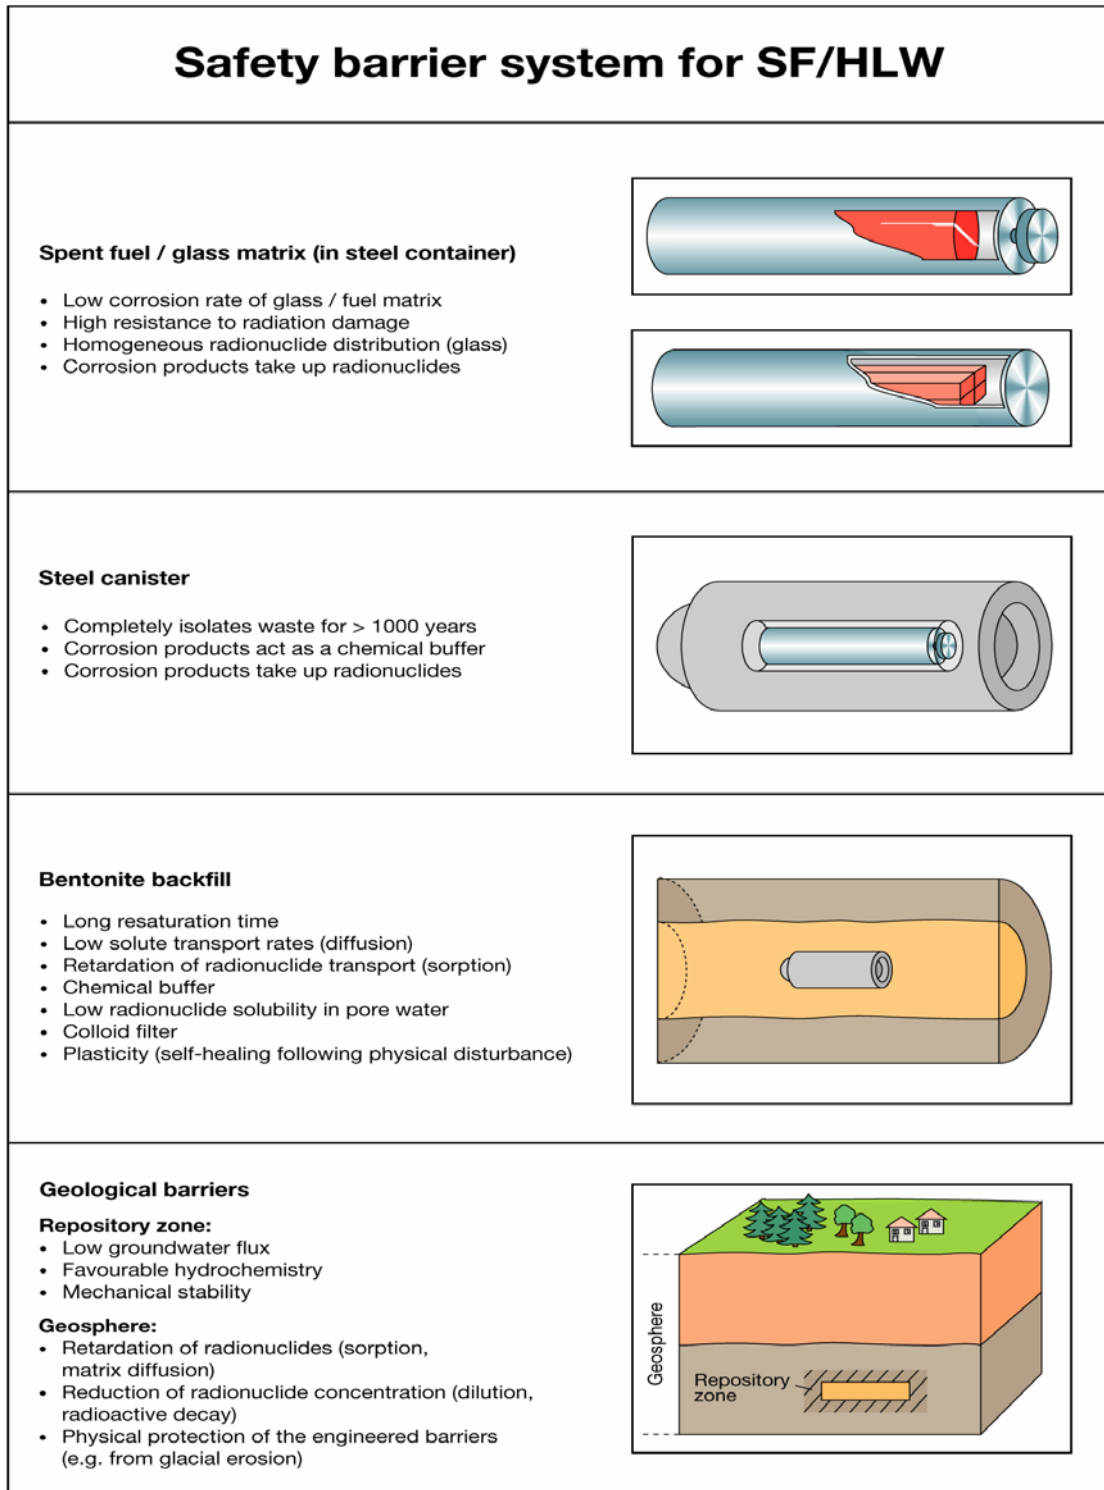 Safety barrier system for SF/HLW
Spent fuel / glass matrix (in steel container)
• Low corrosion rate of glass / fuel matrix
• High resistance to radiation damage
• Homogeneous radionuclide distribution (glass)
• Corrosion products take up radionuclides
Steel canister
• Completely isolates waste for > 1000 years
• Corrosion products act as a chemical buffer
• Corrosion products take up radionuclides
Bentonite backfill
• Long resaturation time
• Low solute transport rates (diffusion)
• Retardation of radionuclide transport (sorption)
• Chemical buffer
• Low radionuclide solubility in pore water
• Colloid filter
• Plasticity (self-healing following physical disturbance)
Geological barriers
Repository zone:
• Low groundwater flux
• Favourable hydrochemistry
• Mechanical stability
Geosphere:
• Retardation of radionuclides (sorption,
matrix diffusion)
• Reduction of radionuclide concentration (dilution,
radioactive decay)
• Physical protection of the engineered barriers
(e.g. from glacial erosion)
Geosphere
Repository
zone